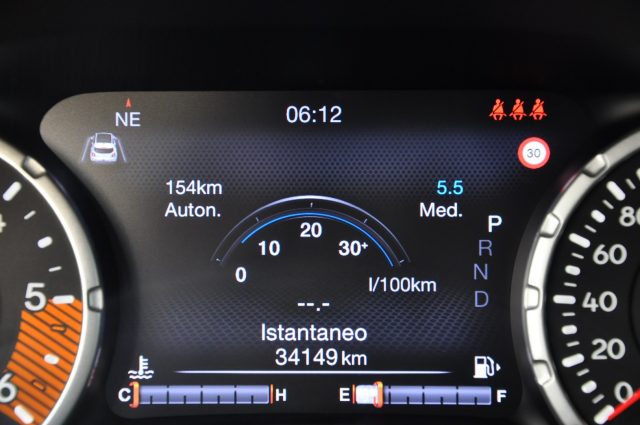 NE
06:12
30
154km
5.5
Auton.
Med.
P
R
N
D
0
10
20
30+
l/100km
--.-
Istantaneo
34149 km
C
H
E
F
5
6
80
60
40
20
0